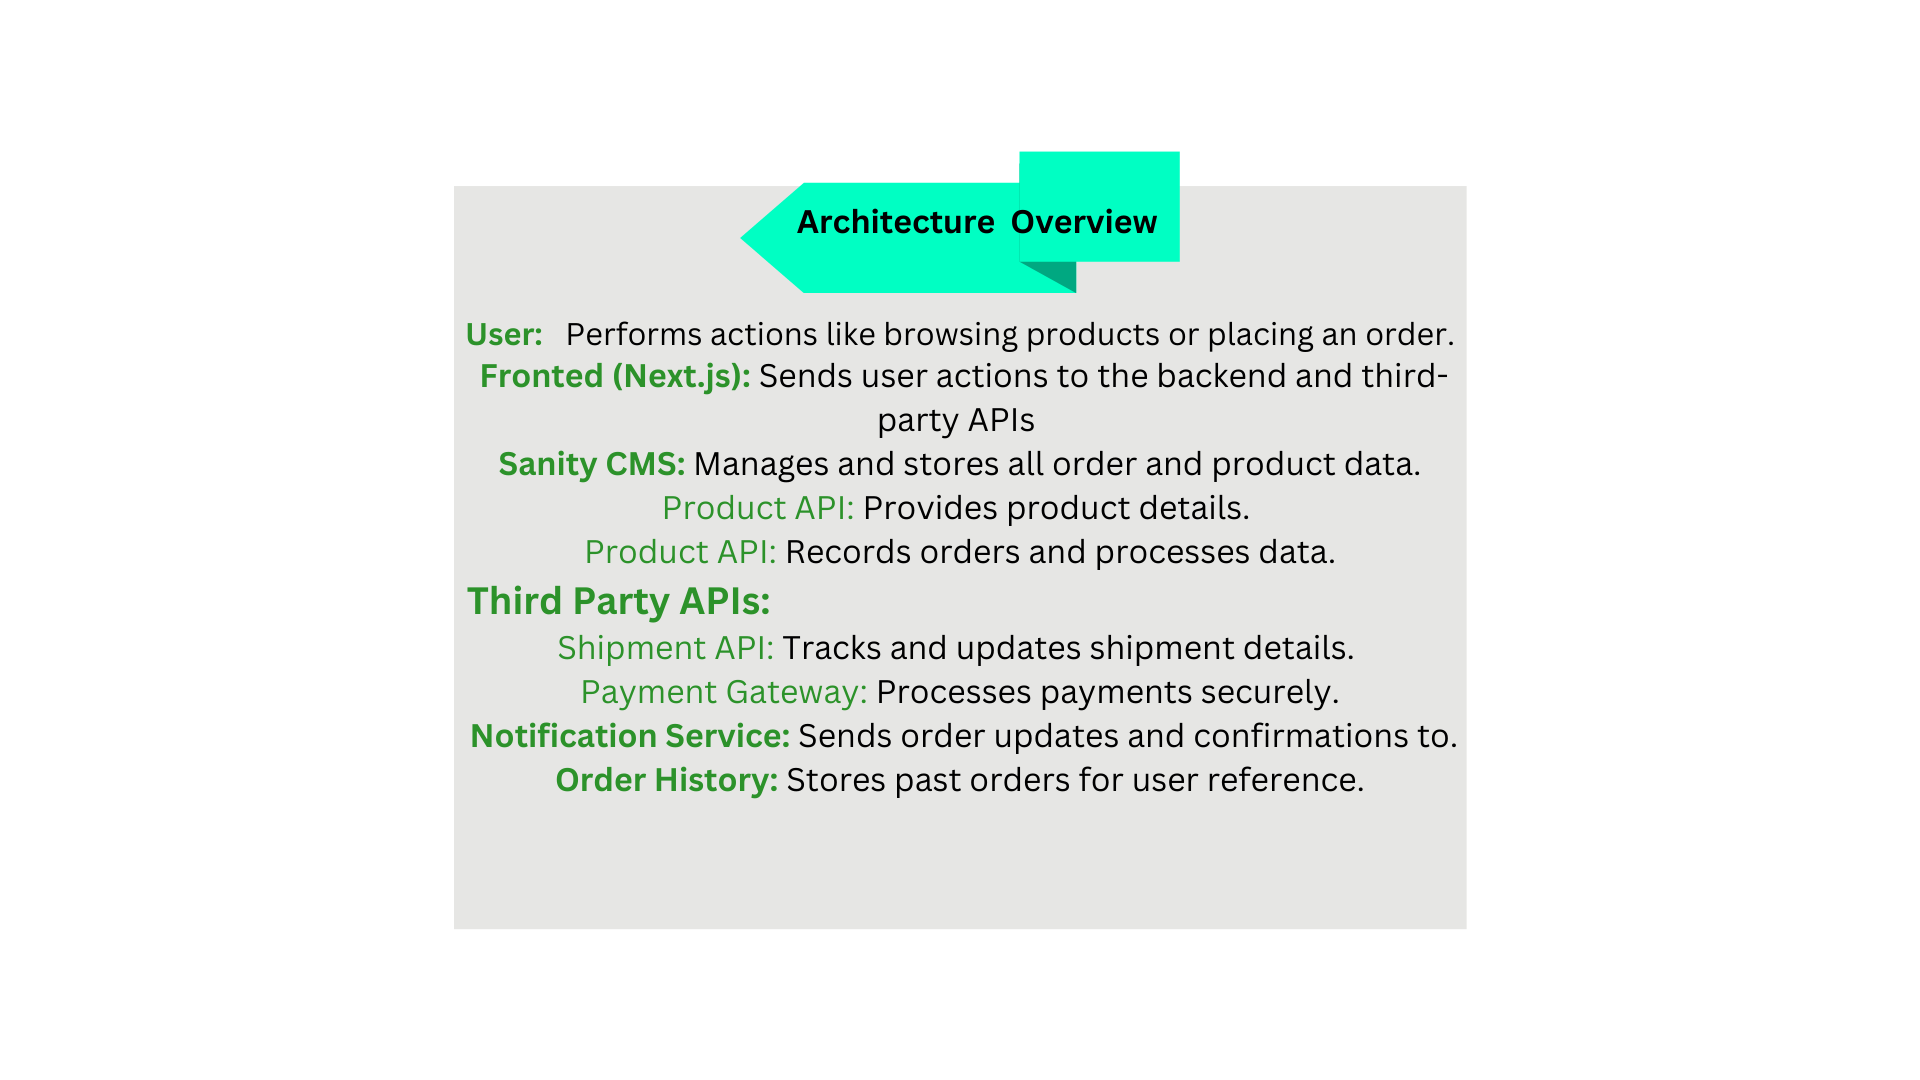 Architecture Overview
User: Performs actions like browsing products or placing an order.
Fronted (Next.js): Sends user actions to the backend and third-
party APIs
Sanity CMS: Manages and stores all order and product data.
Product API: Provides product details.
Product API: Records orders and processes data.
Third Party APIs:
Shipment API: Tracks and updates shipment details.
Payment Gateway: Processes payments securely.
Notification Service: Sends order updates and confirmations to.
Order History: Stores past orders for user reference.